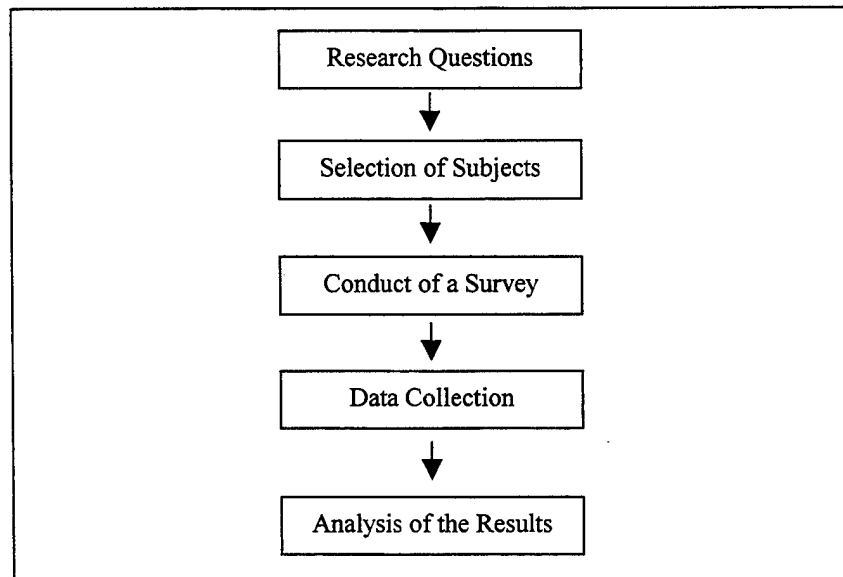 Research Questions
Selection of Subjects
Conduct of a Survey
Data Collection
Analysis of the Results